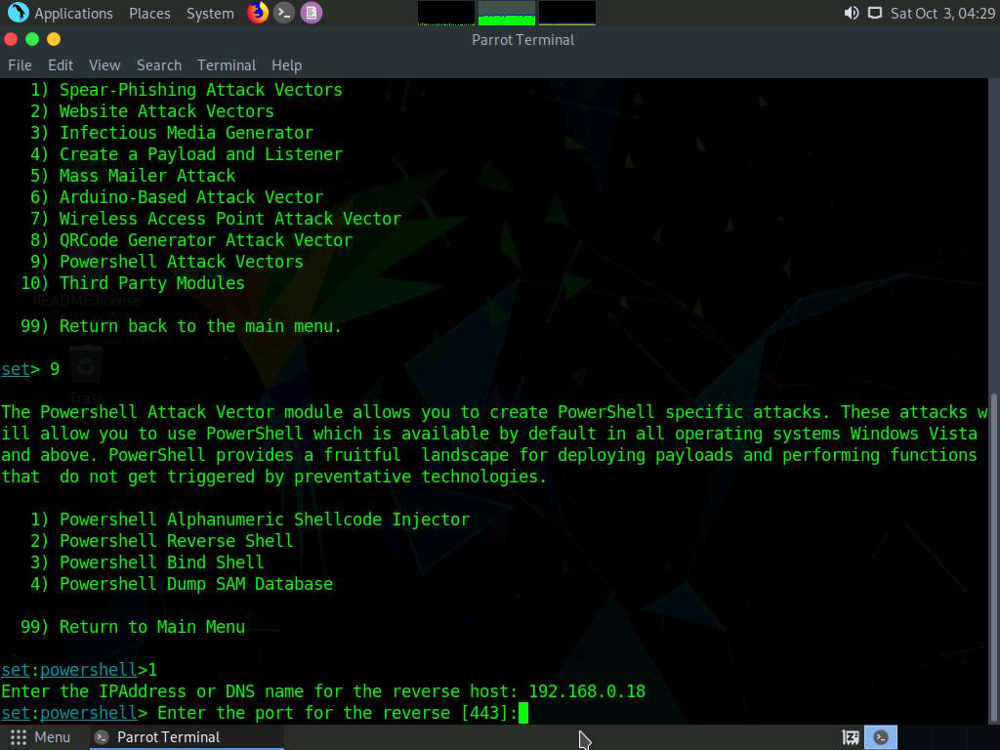 Applications Places System Sat Oct 3, 04:29
Parrot Terminal
File Edit View Search Terminal Help
1) Spear-Phishing Attack Vectors
2) Website Attack Vectors
3) Infectious Media Generator
4) Create a Payload and Listener
5) Mass Mailer Attack
6) Arduino-Based Attack Vector
7) Wireless Access Point Attack Vector
8) QRCode Generator Attack Vector
9) Powershell Attack Vectors
10) Third Party Modules
README.license
99) Return back to the main menu.
set> 9
Trash
The Powershell Attack Vector module allows you to create PowerShell specific attacks. These attacks w
ill allow you to use PowerShell which is available by default in all operating systems Windows Vista
and above. PowerShell provides a fruitful  landscape for deploying payloads and performing functions
that  do not get triggered by preventative technologies.
1) Powershell Alphanumeric Shellcode Injector
2) Powershell Reverse Shell
3) Powershell Bind Shell
4) Powershell Dump SAM Database
99) Return to Main Menu
set:powershell>1
Enter the IPAddress or DNS name for the reverse host: 192.168.0.18
set:powershell> Enter the port for the reverse [443]:
Menu Parrot Terminal